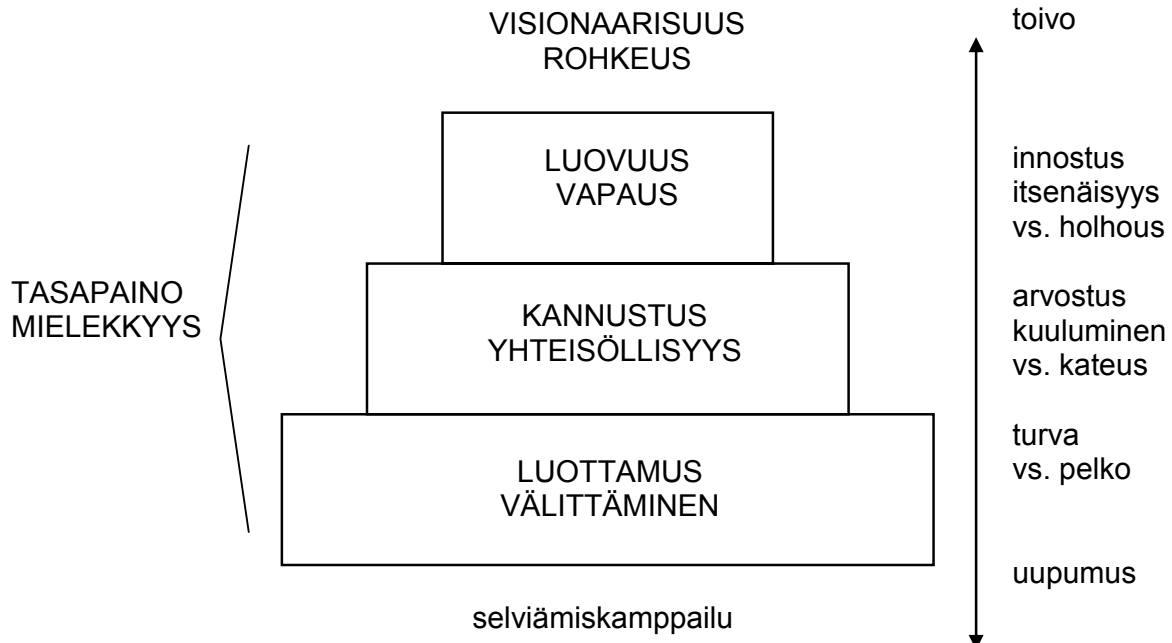 VISIONAARISUUS
ROHKEUS
toivo
LUOVUUS
VAPAUS
innostus
itsenäisyys
vs. holhous
TASAPAINO
MIELEKKYYS
KANNUSTUS
YHTEISÖLLISYYS
arvostus
kuuluminen
vs. kateus
LUOTTAMUS
VÄLITTÄMINEN
turva
vs. pelko
uupumus
selviämiskamppailu